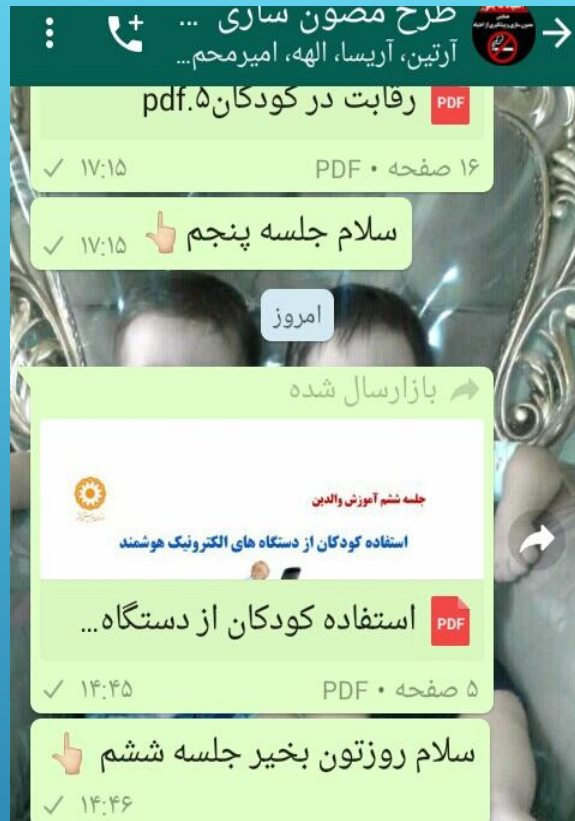 طرح مصون سازی ...
آرتین، آریسا، الهه، امیرمحم...
رقابت در کودکان۵.pdf
PDF
۱۶ صفحه • PDF
۱۷:۱۵
سلام جلسه پنجم 👆🏻
۱۷:۱۵
امروز
بازارسال شده
جلسه ششم آموزش والدین
استفاده کودکان از دستگاه های الکترونیک هوشمند
استفاده کودکان از دستگاه...
PDF
۵ صفحه • PDF
۱۴:۴۵
سلام روزتون بخیر جلسه ششم 👆🏻
۱۴:۴۶